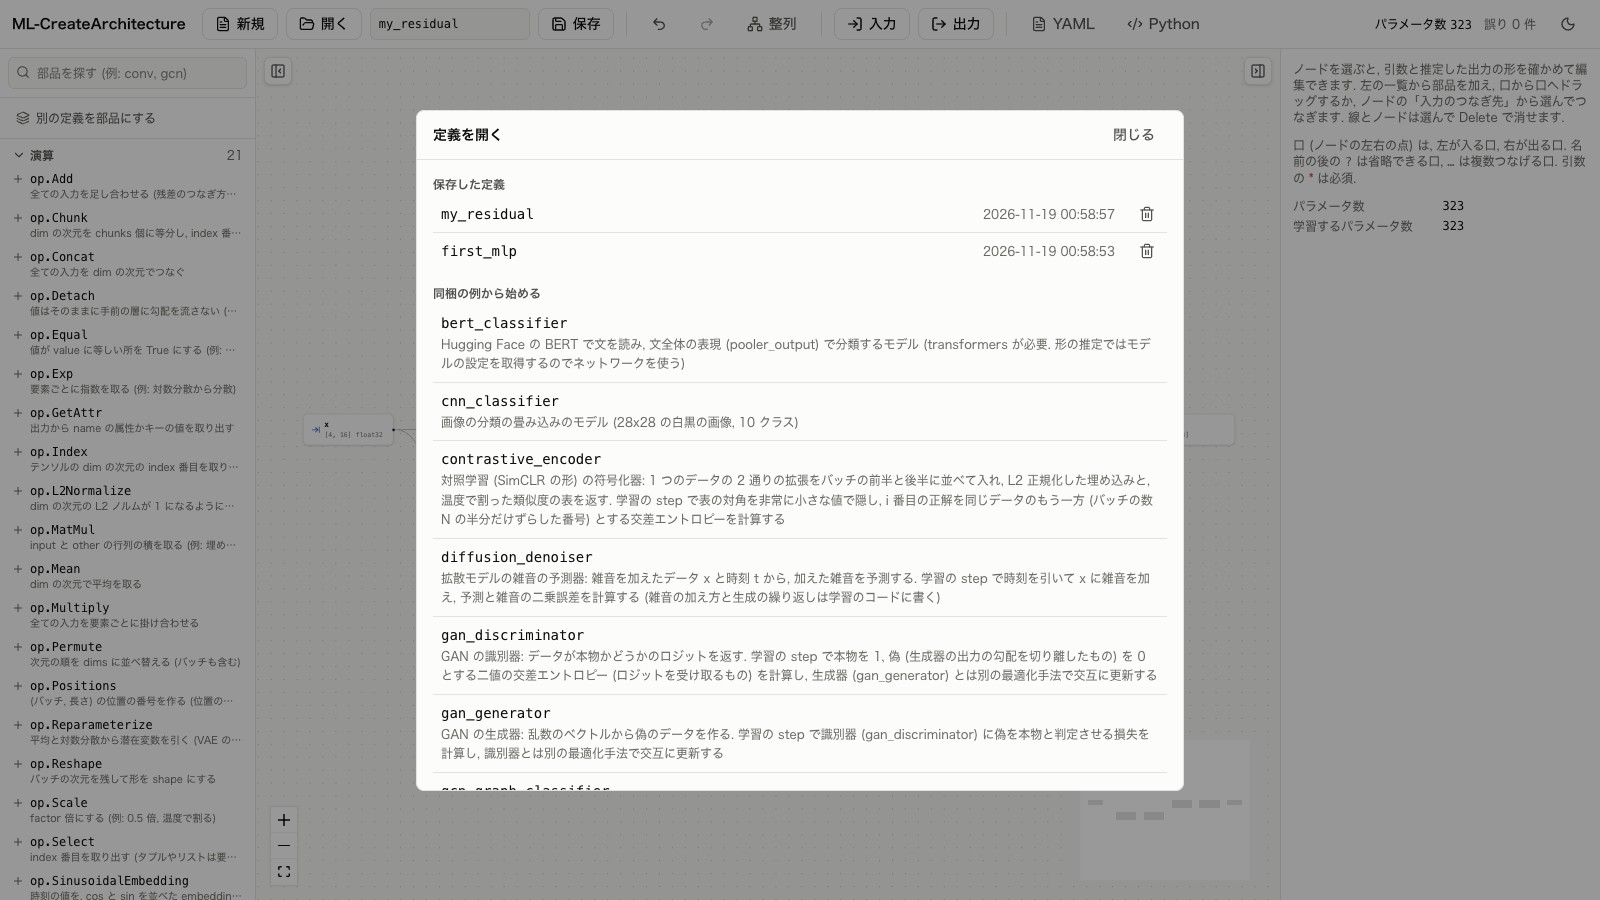 ML-CreateArchitecture
新規
開く
my_residual
保存
整列
入力
出力
YAML
Python
パラメータ数 323
誤り 0 件
部品を探す (例: conv, gcn)
別の定義を部品にする
演算 21
op.Add
全ての入力を足し合わせる (残差のつなぎ方…
op.Chunk
dim の次元を chunks 個に等分し, index 番…
op.Concat
全ての入力を dim の次元でつなぐ
op.Detach
値はそのままに手前の層に勾配を流さない (…
op.Equal
値が value に等しい所を True にする (例: …
op.Exp
要素ごとに指数を取る (例: 対数分散から分散)
op.GetAttr
出力から name の属性かキーの値を取り出す
op.Index
テンソルの dim の次元の index 番目を取り…
op.L2Normalize
dim の次元の L2 ノルムが 1 になるように…
op.MatMul
input と other の行列の積を取る (例: 埋め…
op.Mean
dim の次元で平均を取る
op.Multiply
全ての入力を要素ごとに掛け合わせる
op.Permute
次元の順を dims に並べ替える (バッチも含む)
op.Positions
(バッチ, 長さ) の位置の番号を作る (位置の…
op.Reparameterize
平均と対数分散から潜在変数を引く (VAE の…
op.Reshape
バッチの次元を残して形を shape にする
op.Scale
factor 倍にする (例: 0.5 倍, 温度で割る)
op.Select
index 番目を取り出す (タプルやリストは要…
op.SinusoidalEmbedding
時刻の値を, cos と sin を並べた embeddin…
x
[4, 16] float32
定義を開く
閉じる
保存した定義
my_residual 2026-11-19 00:58:57
first_mlp 2026-11-19 00:58:53
同梱の例から始める
bert_classifier
Hugging Face の BERT で文を読み, 文全体の表現 (pooler_output) で分類するモデル (transformers が必要. 形の推定ではモデ
ルの設定を取得するのでネットワークを使う)
cnn_classifier
画像の分類の畳み込みのモデル (28x28 の白黒の画像, 10 クラス)
contrastive_encoder
対照学習 (SimCLR の形) の符号化器: 1 つのデータの 2 通りの拡張をバッチの前半と後半に並べて入れ, L2 正規化した埋め込みと,
温度で割った類似度の表を返す. 学習の step で表の対角を非常に小さな値で隠し, i 番目の正解を同じデータのもう一方 (バッチの数
N の半分だけずらした番号) とする交差エントロピーを計算する
diffusion_denoiser
拡散モデルの雑音の予測器: 雑音を加えたデータ x と時刻 t から, 加えた雑音を予測する. 学習の step で時刻を引いて x に雑音を加
え, 予測と雑音の二乗誤差を計算する (雑音の加え方と生成の繰り返しは学習のコードに書く)
gan_discriminator
GAN の識別器: データが本物かどうかのロジットを返す. 学習の step で本物を 1, 偽 (生成器の出力の勾配を切り離したもの) を 0
とする二値の交差エントロピー (ロジットを受け取るもの) を計算し, 生成器 (gan_generator) とは別の最適化手法で交互に更新する
gan_generator
GAN の生成器: 乱数のベクトルから偽のデータを作る. 学習の step で識別器 (gan_discriminator) に偽を本物と判定させる損失を
計算し, 識別器とは別の最適化手法で交互に更新する
gcn_graph_classifier
ノードを選ぶと, 引数と推定した出力の形を確かめて編
集できます. 左の一覧から部品を加え, 口から口へドラ
ッグするか, ノードの「入力のつなぎ先」から選んでつ
なぎます. 線とノードは選んで Delete で消せます.
口 (ノードの左右の点) は, 左が入る口, 右が出る口. 名
前の後の ? は省略できる口, … は複数つなげる口. 引数
の * は必須.
パラメータ数 323
学習するパラメータ数 323